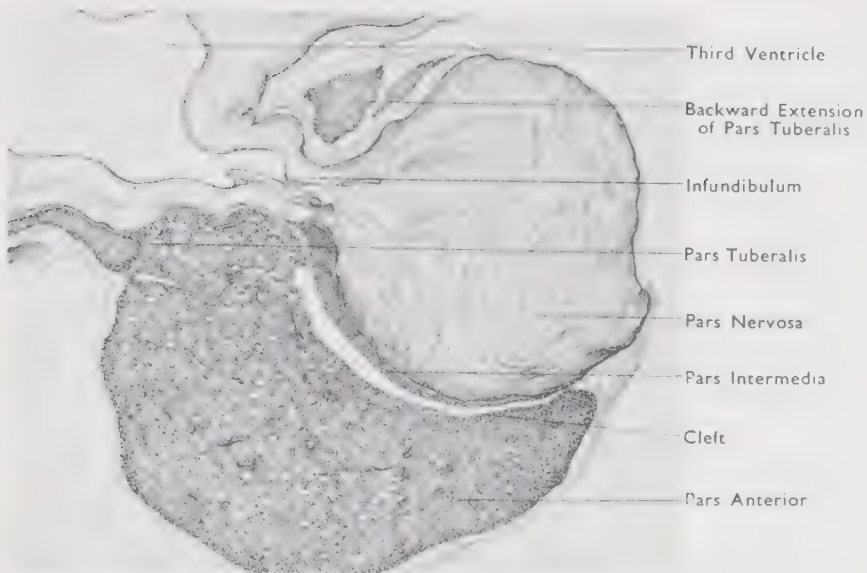 Third Ventricle
Backward Extension
of Pars Tuberalis
Infundibulum
Pars Tuberalis
Pars Nervosa
Pars Intermedia
Cleft
Pars Anterior